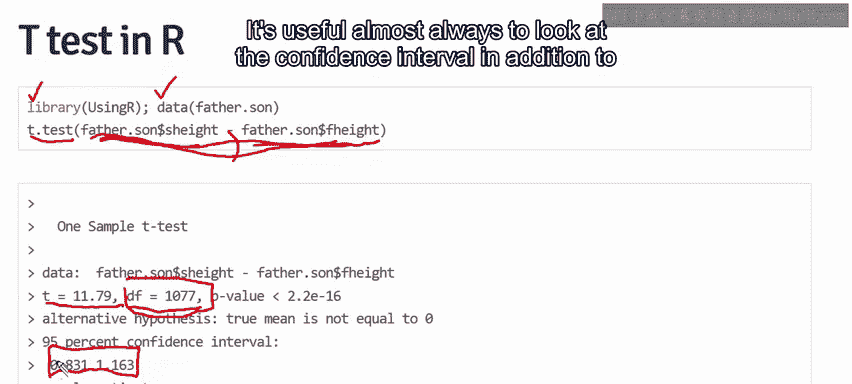 T test in R
It's useful almost always to look at
the confidence interval in addition to
library(UsingR); data(father.son)
t.test(father.son$sheight - father.son$fheight)
>
> One Sample t-test
>
> data: father.son$sheight - father.son$fheight
> t = 11.79, df = 1077, p-value < 2.2e-16
> alternative hypothesis: true mean is not equal to 0
> 95 percent confidence interval:
> 0.831 1.163